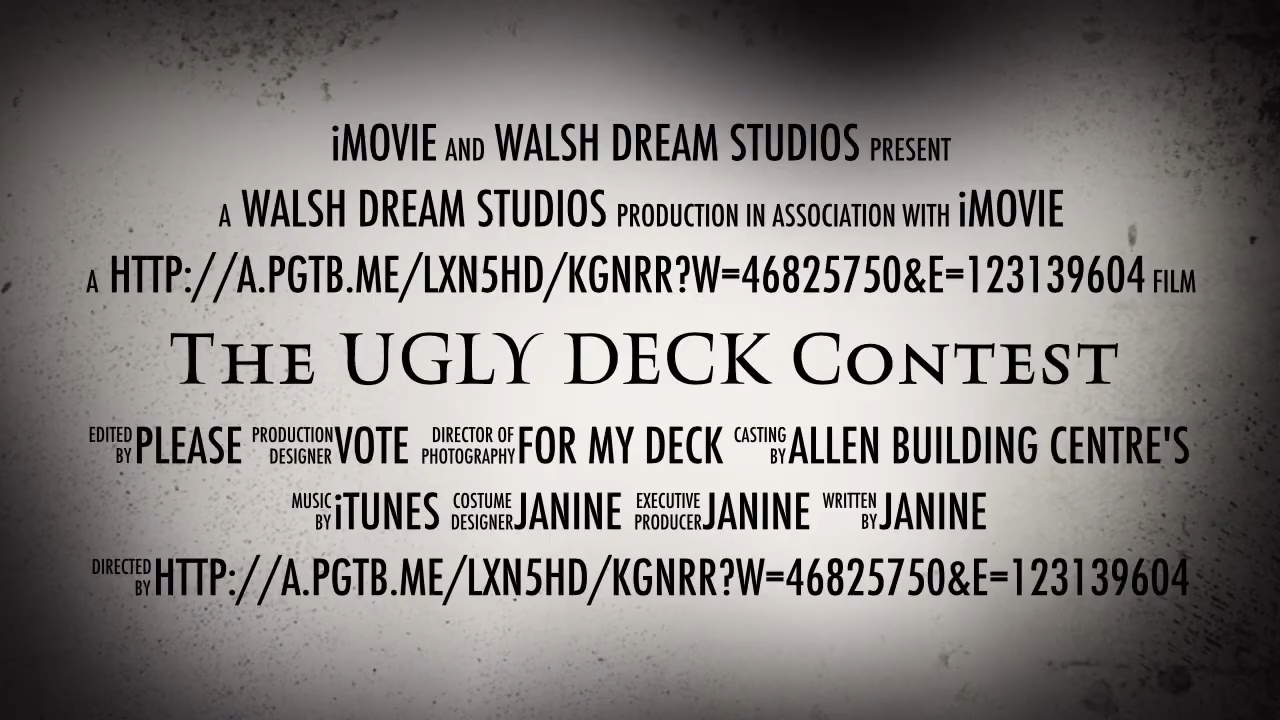 iMOVIE AND WALSH DREAM STUDIOS PRESENT
A WALSH DREAM STUDIOS PRODUCTION IN ASSOCIATION WITH iMOVIE
A HTTP://A.PGTB.ME/LXN5HD/KGNRR?W=46825750&E=123139604 FILM
The UGLY DECK Contest
EDITED BY PLEASE PRODUCTION DESIGNER VOTE DIRECTOR OF PHOTOGRAPHY FOR MY DECK CASTING BY ALLEN BUILDING CENTRE'S
MUSIC BY iTUNES COSTUME DESIGNER JANINE EXECUTIVE PRODUCER JANINE WRITTEN BY JANINE
DIRECTED BY HTTP://A.PGTB.ME/LXN5HD/KGNRR?W=46825750&E=123139604